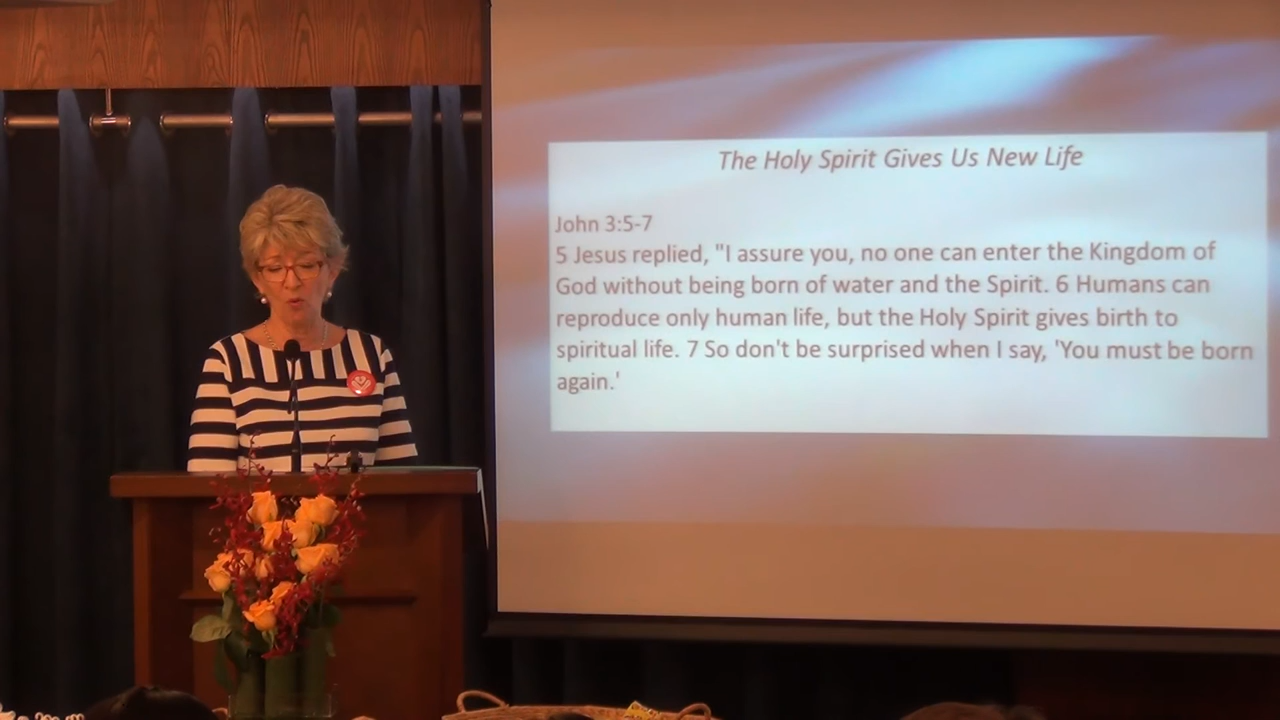 The Holy Spirit Gives Us New Life
John 3:5-7
5 Jesus replied, "I assure you, no one can enter the Kingdom of
God without being born of water and the Spirit. 6 Humans can
reproduce only human life, but the Holy Spirit gives birth to
spiritual life. 7 So don't be surprised when I say, 'You must be born
again.'